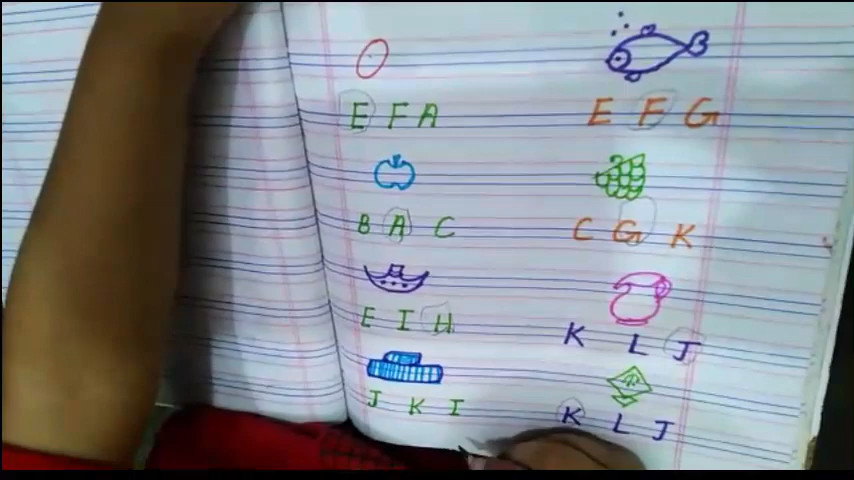 E F A
E F G
B A C
C G K
E I H
K L J
J K I
K L J